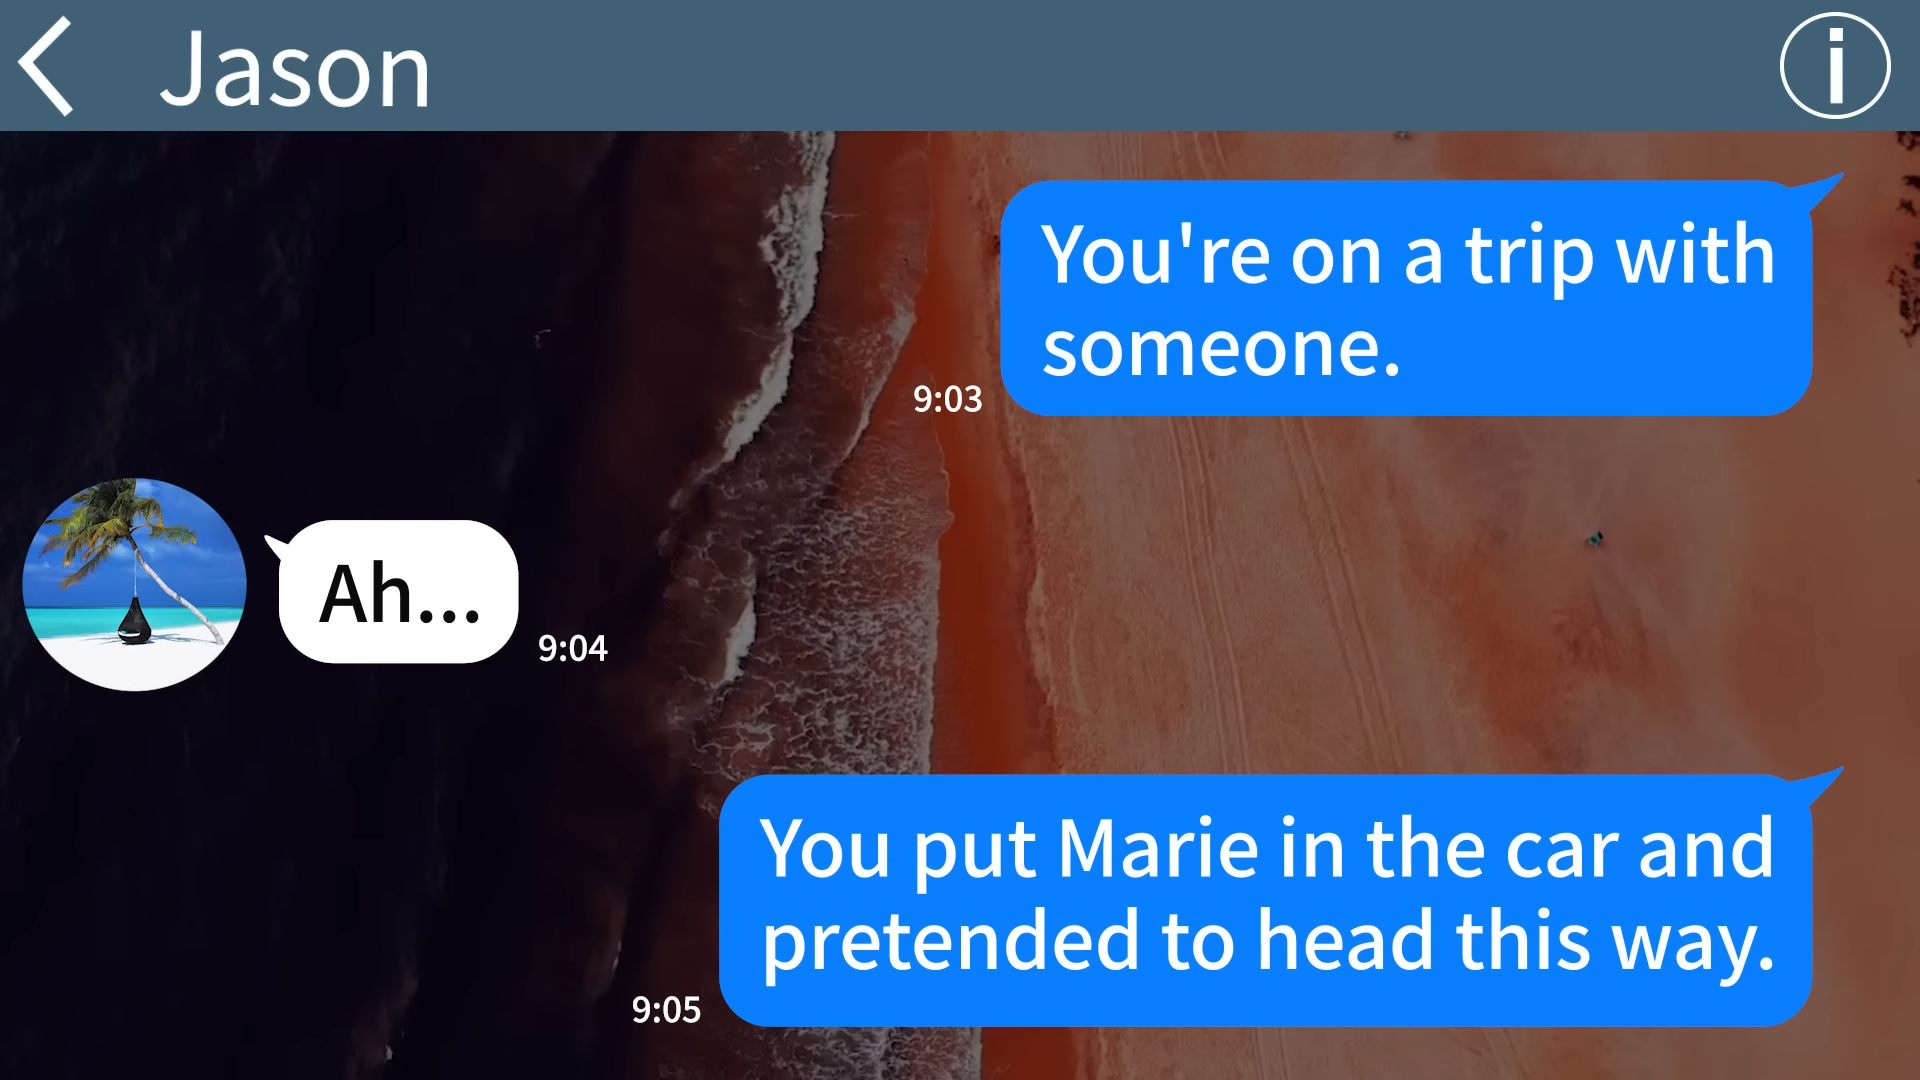 Jason
You're on a trip with
someone.
9:03
Ah...
9:04
You put Marie in the car and
pretended to head this way.
9:05